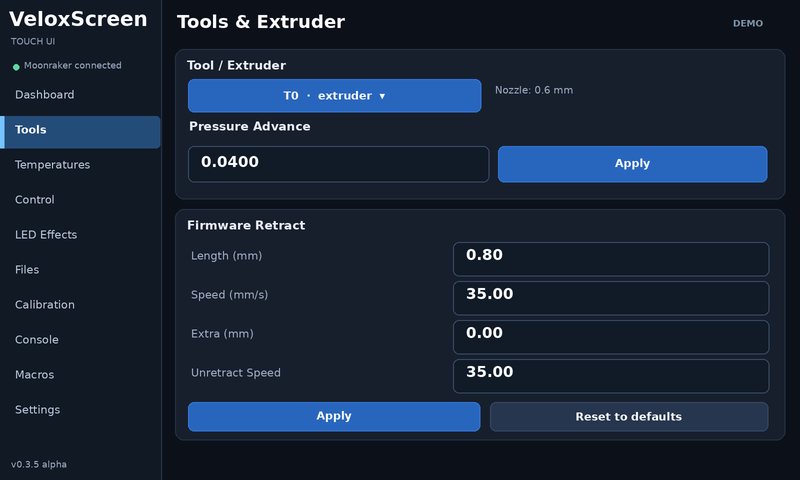 VeloxScreen
TOUCH UI
Moonraker connected
Dashboard
Tools
Temperatures
Control
LED Effects
Files
Calibration
Console
Macros
Settings
v0.3.5 alpha
Tools & Extruder
DEMO
Tool / Extruder
T0 · extruder ▾
Nozzle: 0.6 mm
Pressure Advance
0.0400
Apply
Firmware Retract
Length (mm)
0.80
Speed (mm/s)
35.00
Extra (mm)
0.00
Unretract Speed
35.00
Apply
Reset to defaults